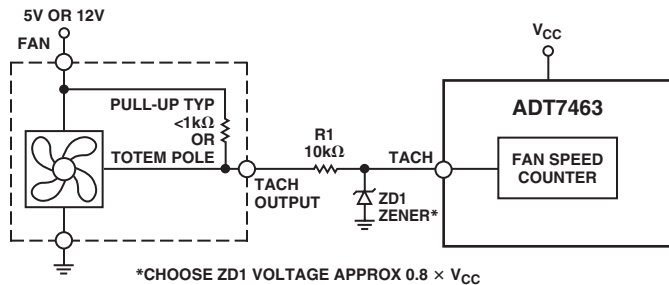 5V OR 12V
FAN
PULL-UP TYP
<1kΩ
OR
TOTEM POLE
TACH
OUTPUT
R1
10kΩ
TACH
ZD1
ZENER*
VCC
ADT7463
FAN SPEED
COUNTER
*CHOOSE ZD1 VOLTAGE APPROX 0.8 × VCC